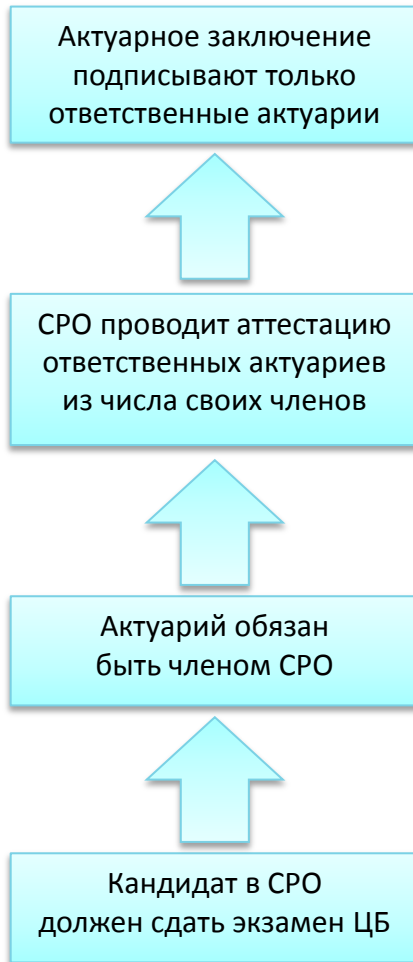 Актуарное заключение
подписывают только
ответственные актуарии
СРО проводит аттестацию
ответственных актуариев
из числа своих членов
Актуарий обязан
быть членом СРО
Кандидат в СРО
должен сдать экзамен ЦБ